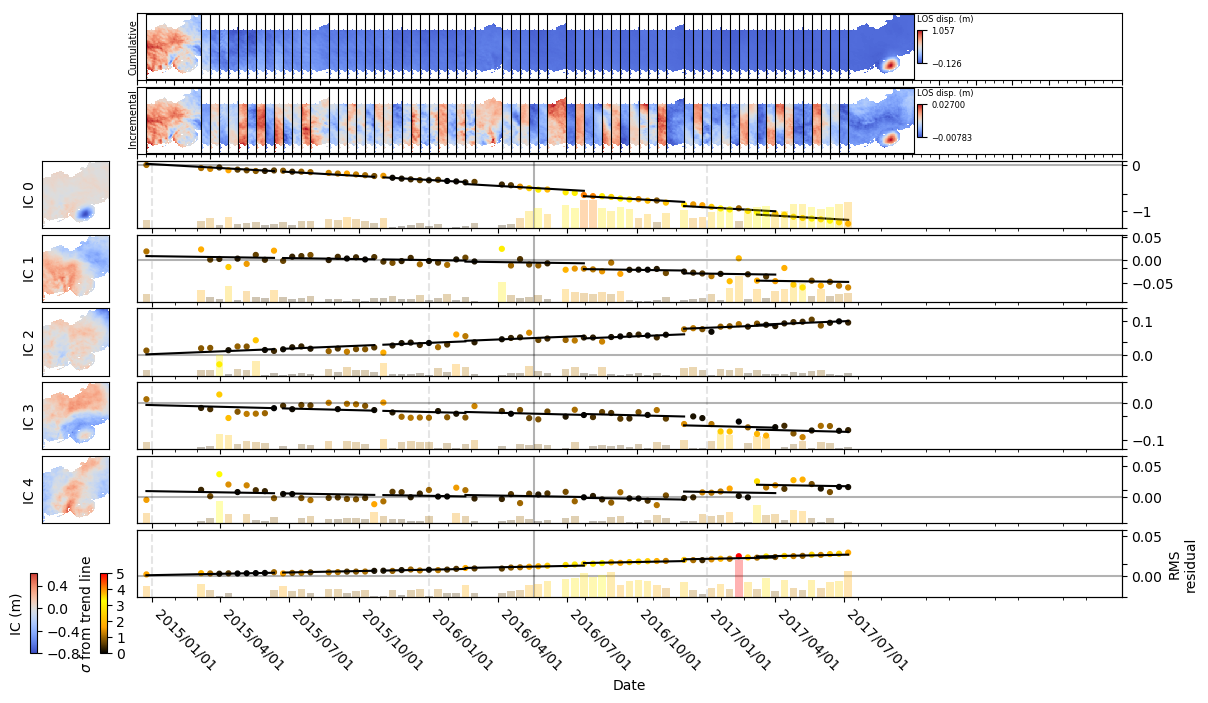 Cumulative
LOS disp. (m)
1.057
−0.126
Incremental
LOS disp. (m)
0.02700
−0.00783
IC 0
0
−1
IC 1
0.05
0.00
−0.05
IC 2
0.1
0.0
IC 3
0.0
−0.1
IC 4
0.05
0.00
RMS
residual
0.05
0.00
IC (m)
0.4
0.0
−0.4
−0.8
σ from trend line
5
4
3
2
1
0
2015/01/01
2015/04/01
2015/07/01
2015/10/01
2016/01/01
2016/04/01
2016/07/01
2016/10/01
2017/01/01
2017/04/01
2017/07/01
Date